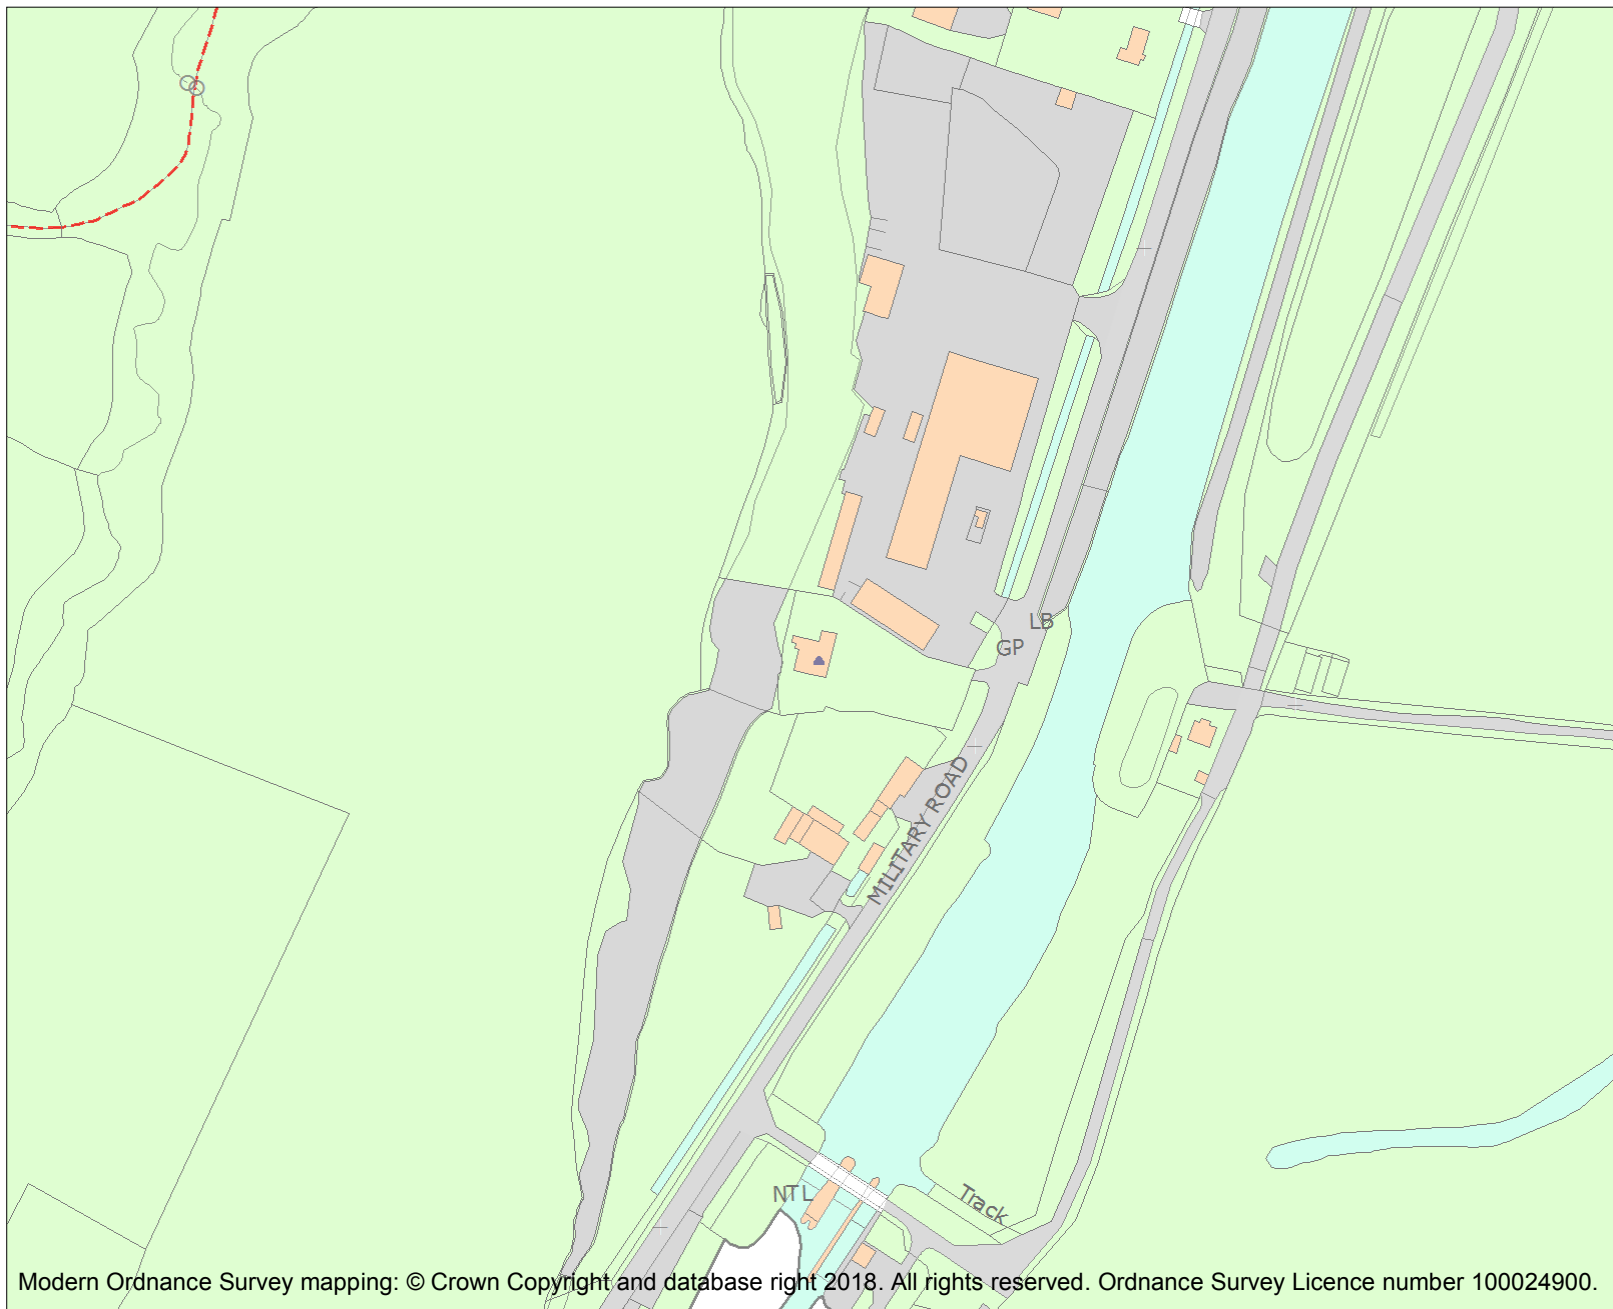 LB
GP
MILITARY ROAD
Track
NTL
Modern Ordnance Survey mapping: © Crown Copyright and database right 2018. All rights reserved. Ordnance Survey Licence number 100024900.